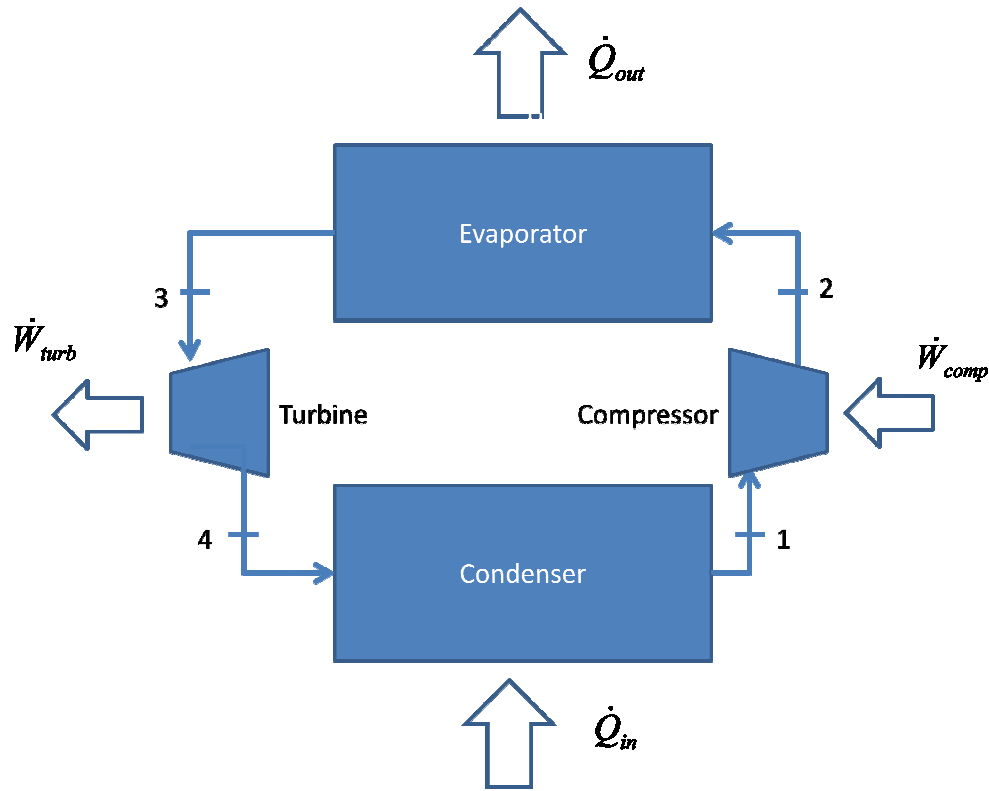 Q̇out
Evaporator
3
2
Ẇturb
Ẇcomp
Turbine
Compressor
4
1
Condenser
Q̇in